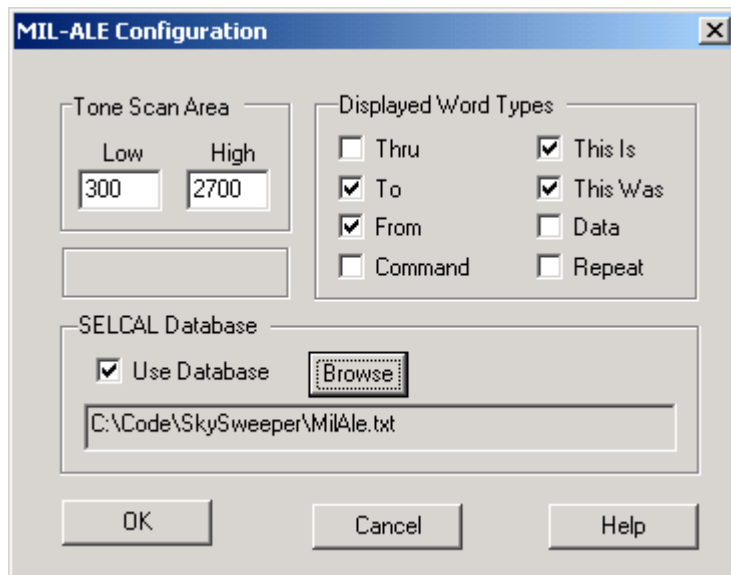 MIL-ALE Configuration
Tone Scan Area
Low High
300 2700
Displayed Word Types
Thru This Is
To This Was
From Data
Command Repeat
SELCAL Database
Use Database Browse
C:\Code\SkySweeper\MilAle.txt
OK Cancel Help